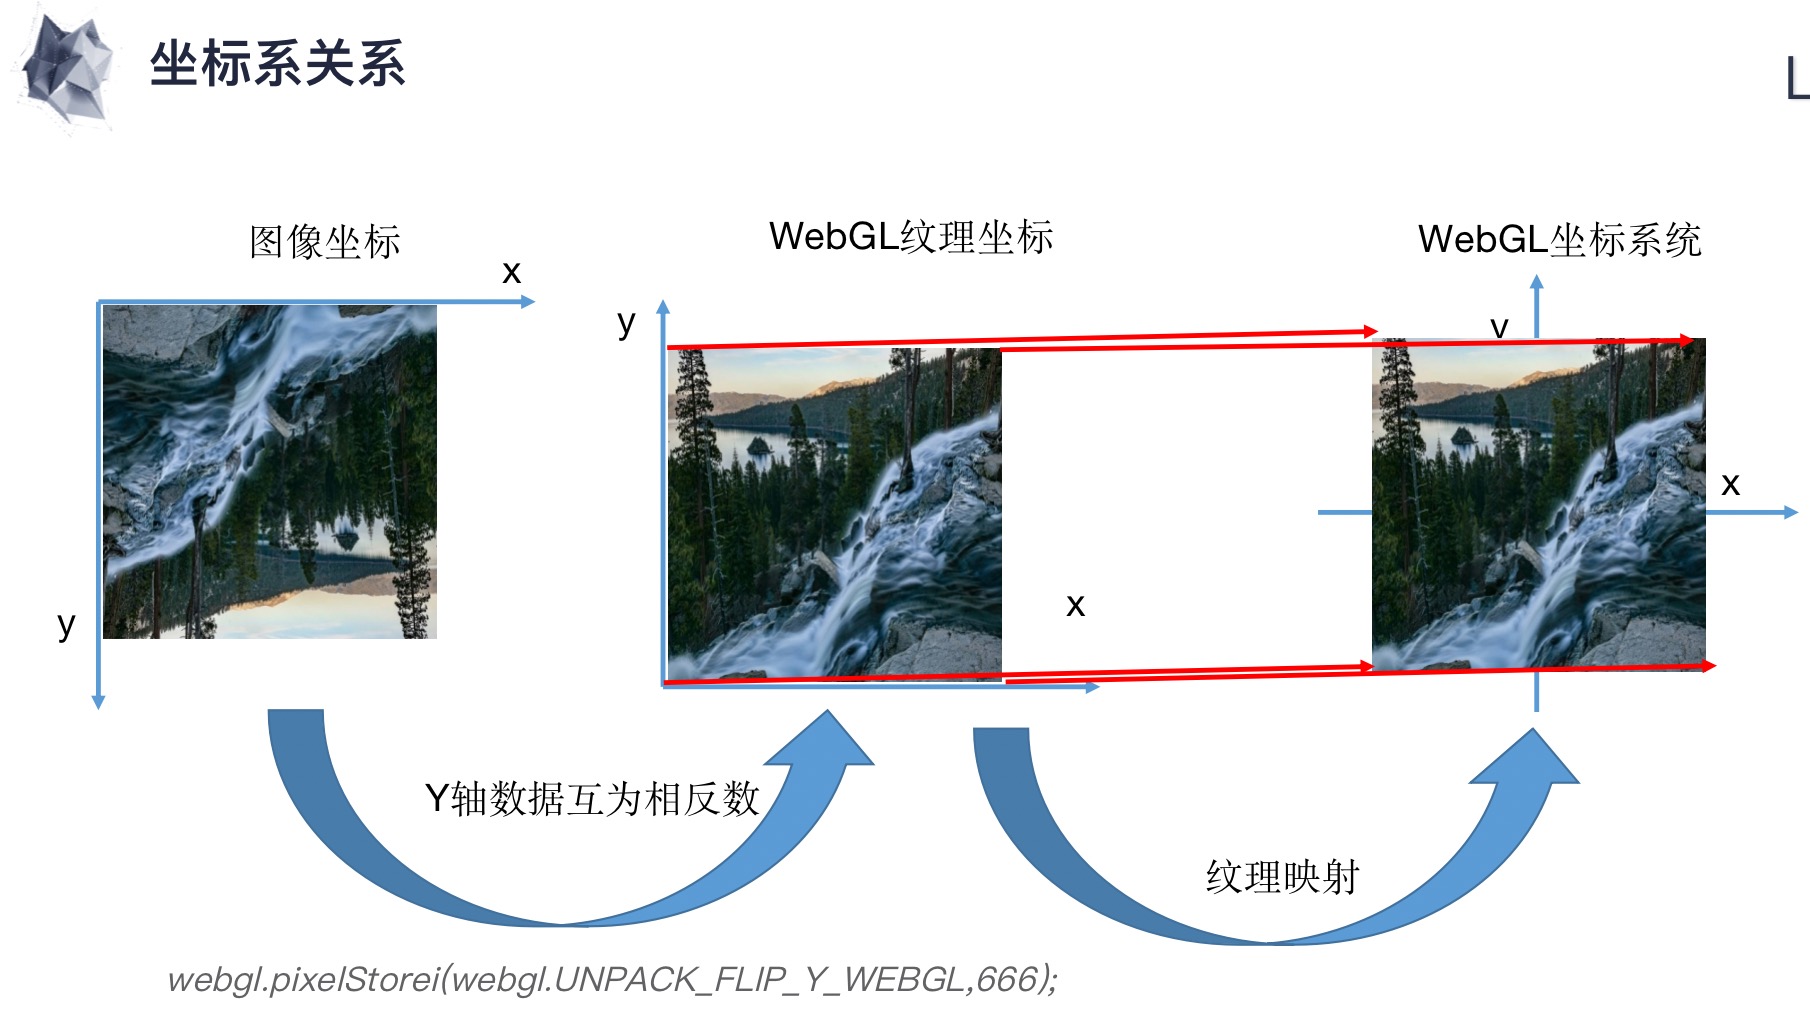 坐标系关系
L
图像坐标
x
y
WebGL纹理坐标
y
x
WebGL坐标系统
y
x
Y轴数据互为相反数
纹理映射
webgl.pixelStorei(webgl.UNPACK_FLIP_Y_WEBGL,666);